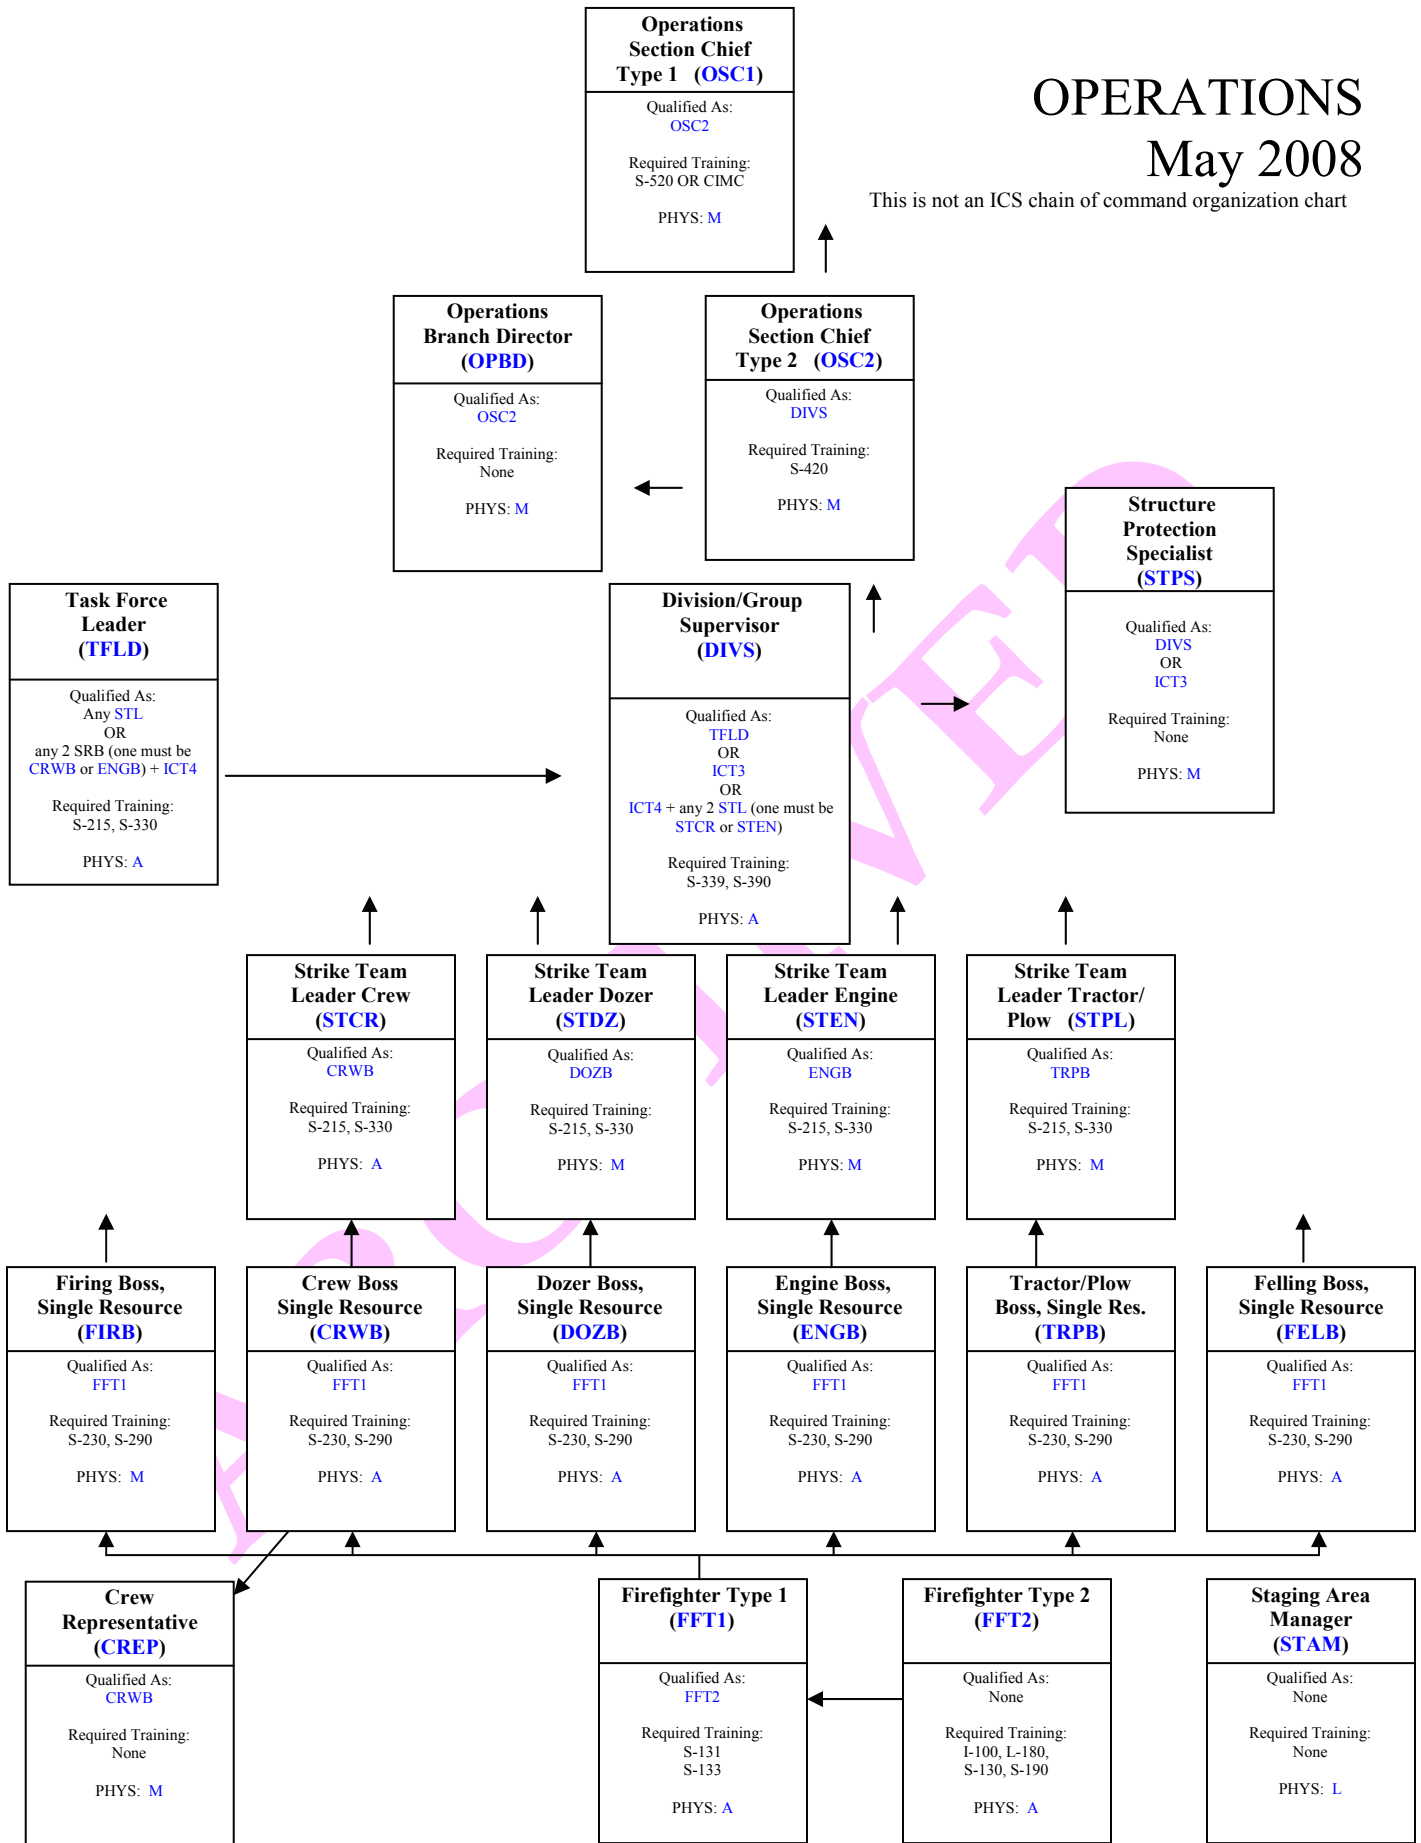 Operations
Section Chief
Type 1 (OSC1)
Qualified As:
OSC2
Required Training:
S-520 OR CIMC
PHYS: M
OPERATIONS
May 2008
This is not an ICS chain of command organization chart
Operations
Branch Director
(OPBD)
Qualified As:
OSC2
Required Training:
None
PHYS: M
Operations
Section Chief
Type 2 (OSC2)
Qualified As:
DIVS
Required Training:
S-420
PHYS: M
Structure
Protection
Specialist
(STPS)
Qualified As:
DIVS
OR
ICT3
Required Training:
None
PHYS: M
Task Force
Leader
(TFLD)
Qualified As:
Any STL
OR
any 2 SRB (one must be
CRWB or ENGB) + ICT4
Required Training:
S-215, S-330
PHYS: A
Division/Group
Supervisor
(DIVS)
Qualified As:
TFLD
OR
ICT3
OR
ICT4 + any 2 STL (one must be
STCR or STEN)
Required Training:
S-339, S-390
PHYS: A
Strike Team
Leader Crew
(STCR)
Qualified As:
CRWB
Required Training:
S-215, S-330
PHYS: A
Strike Team
Leader Dozer
(STDZ)
Qualified As:
DOZB
Required Training:
S-215, S-330
PHYS: M
Strike Team
Leader Engine
(STEN)
Qualified As:
ENGB
Required Training:
S-215, S-330
PHYS: M
Strike Team
Leader Tractor/
Plow (STPL)
Qualified As:
TRPB
Required Training:
S-215, S-330
PHYS: M
Firing Boss,
Single Resource
(FIRB)
Qualified As:
FFT1
Required Training:
S-230, S-290
PHYS: M
Crew Boss
Single Resource
(CRWB)
Qualified As:
FFT1
Required Training:
S-230, S-290
PHYS: A
Dozer Boss,
Single Resource
(DOZB)
Qualified As:
FFT1
Required Training:
S-230, S-290
PHYS: A
Engine Boss,
Single Resource
(ENGB)
Qualified As:
FFT1
Required Training:
S-230, S-290
PHYS: A
Tractor/Plow
Boss, Single Res.
(TRPB)
Qualified As:
FFT1
Required Training:
S-230, S-290
PHYS: A
Felling Boss,
Single Resource
(FELB)
Qualified As:
FFT1
Required Training:
S-230, S-290
PHYS: A
Crew
Representative
(CREP)
Qualified As:
CRWB
Required Training:
None
PHYS: M
Firefighter Type 1
(FFT1)
Qualified As:
FFT2
Required Training:
S-131
S-133
PHYS: A
Firefighter Type 2
(FFT2)
Qualified As:
None
Required Training:
I-100, L-180,
S-130, S-190
PHYS: A
Staging Area
Manager
(STAM)
Qualified As:
None
Required Training:
None
PHYS: L